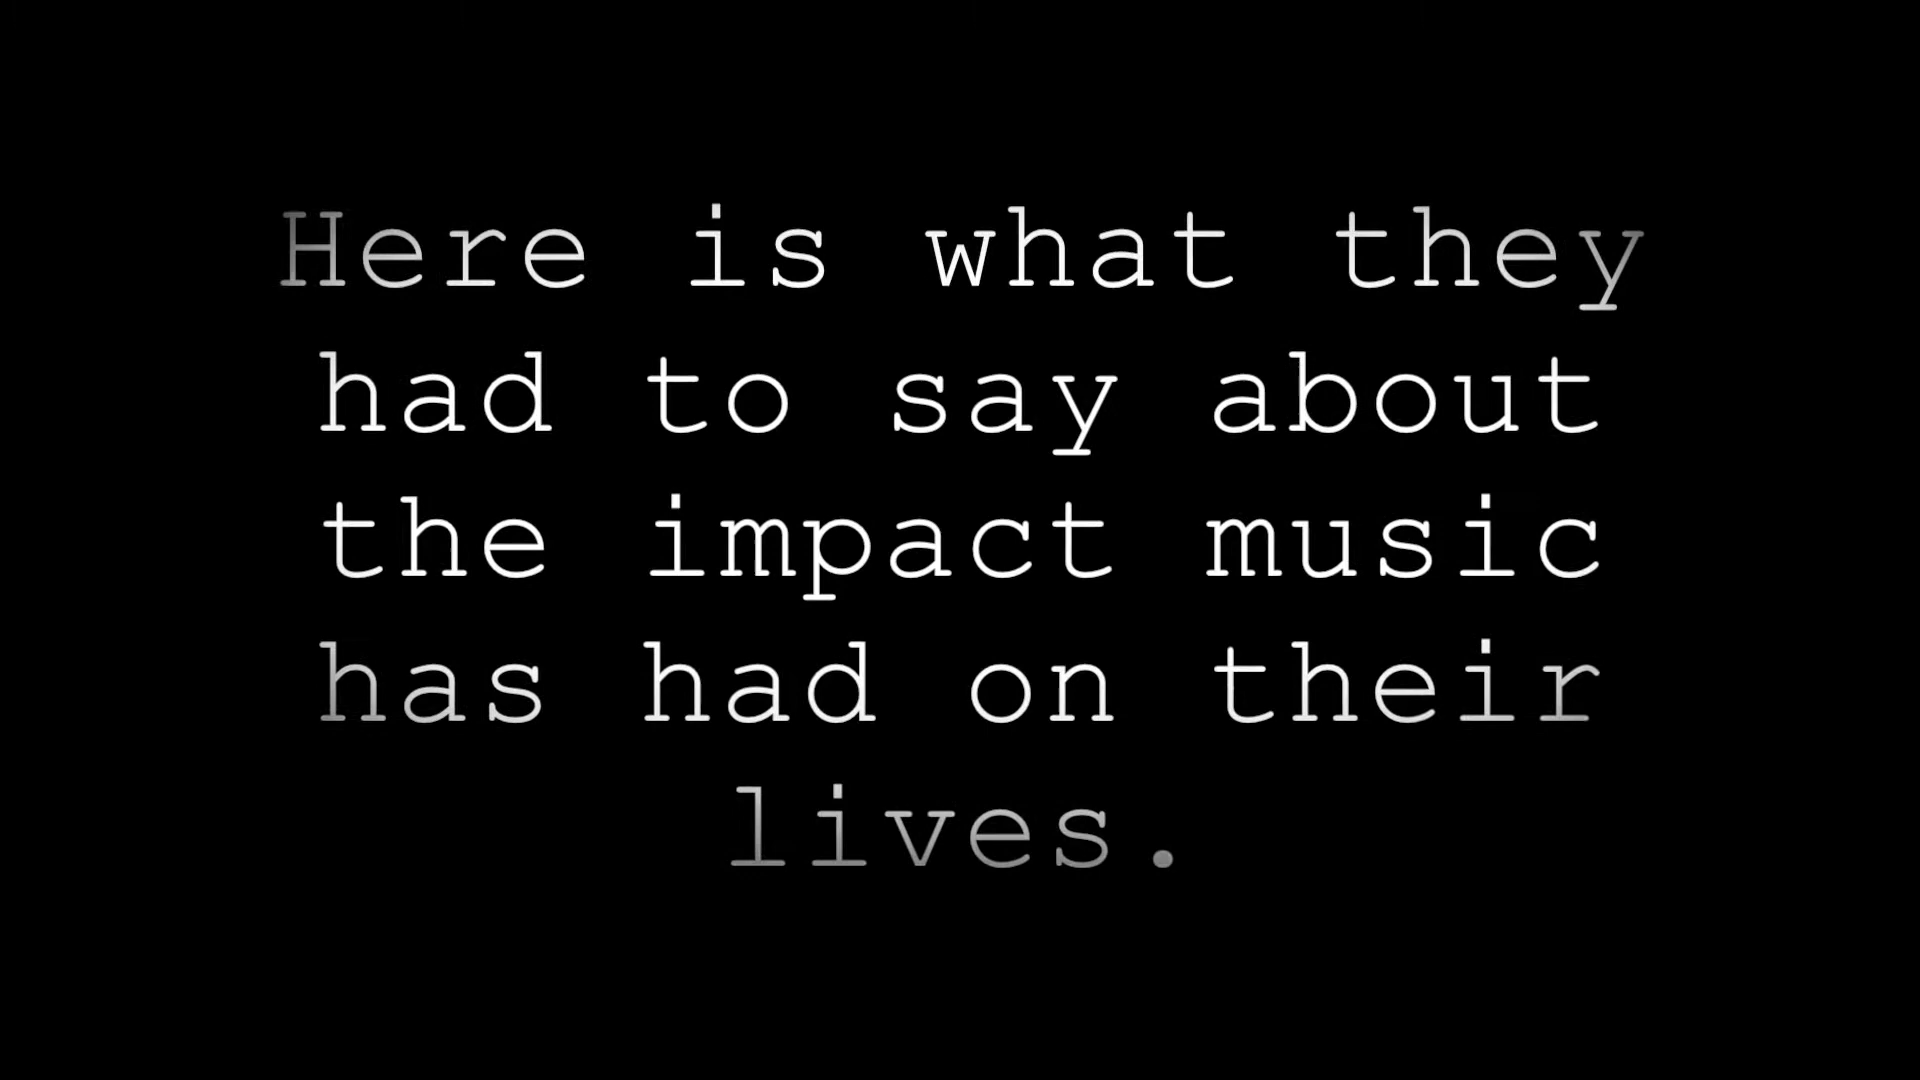 Here is what they
had to say about
the impact music
has had on their
lives.